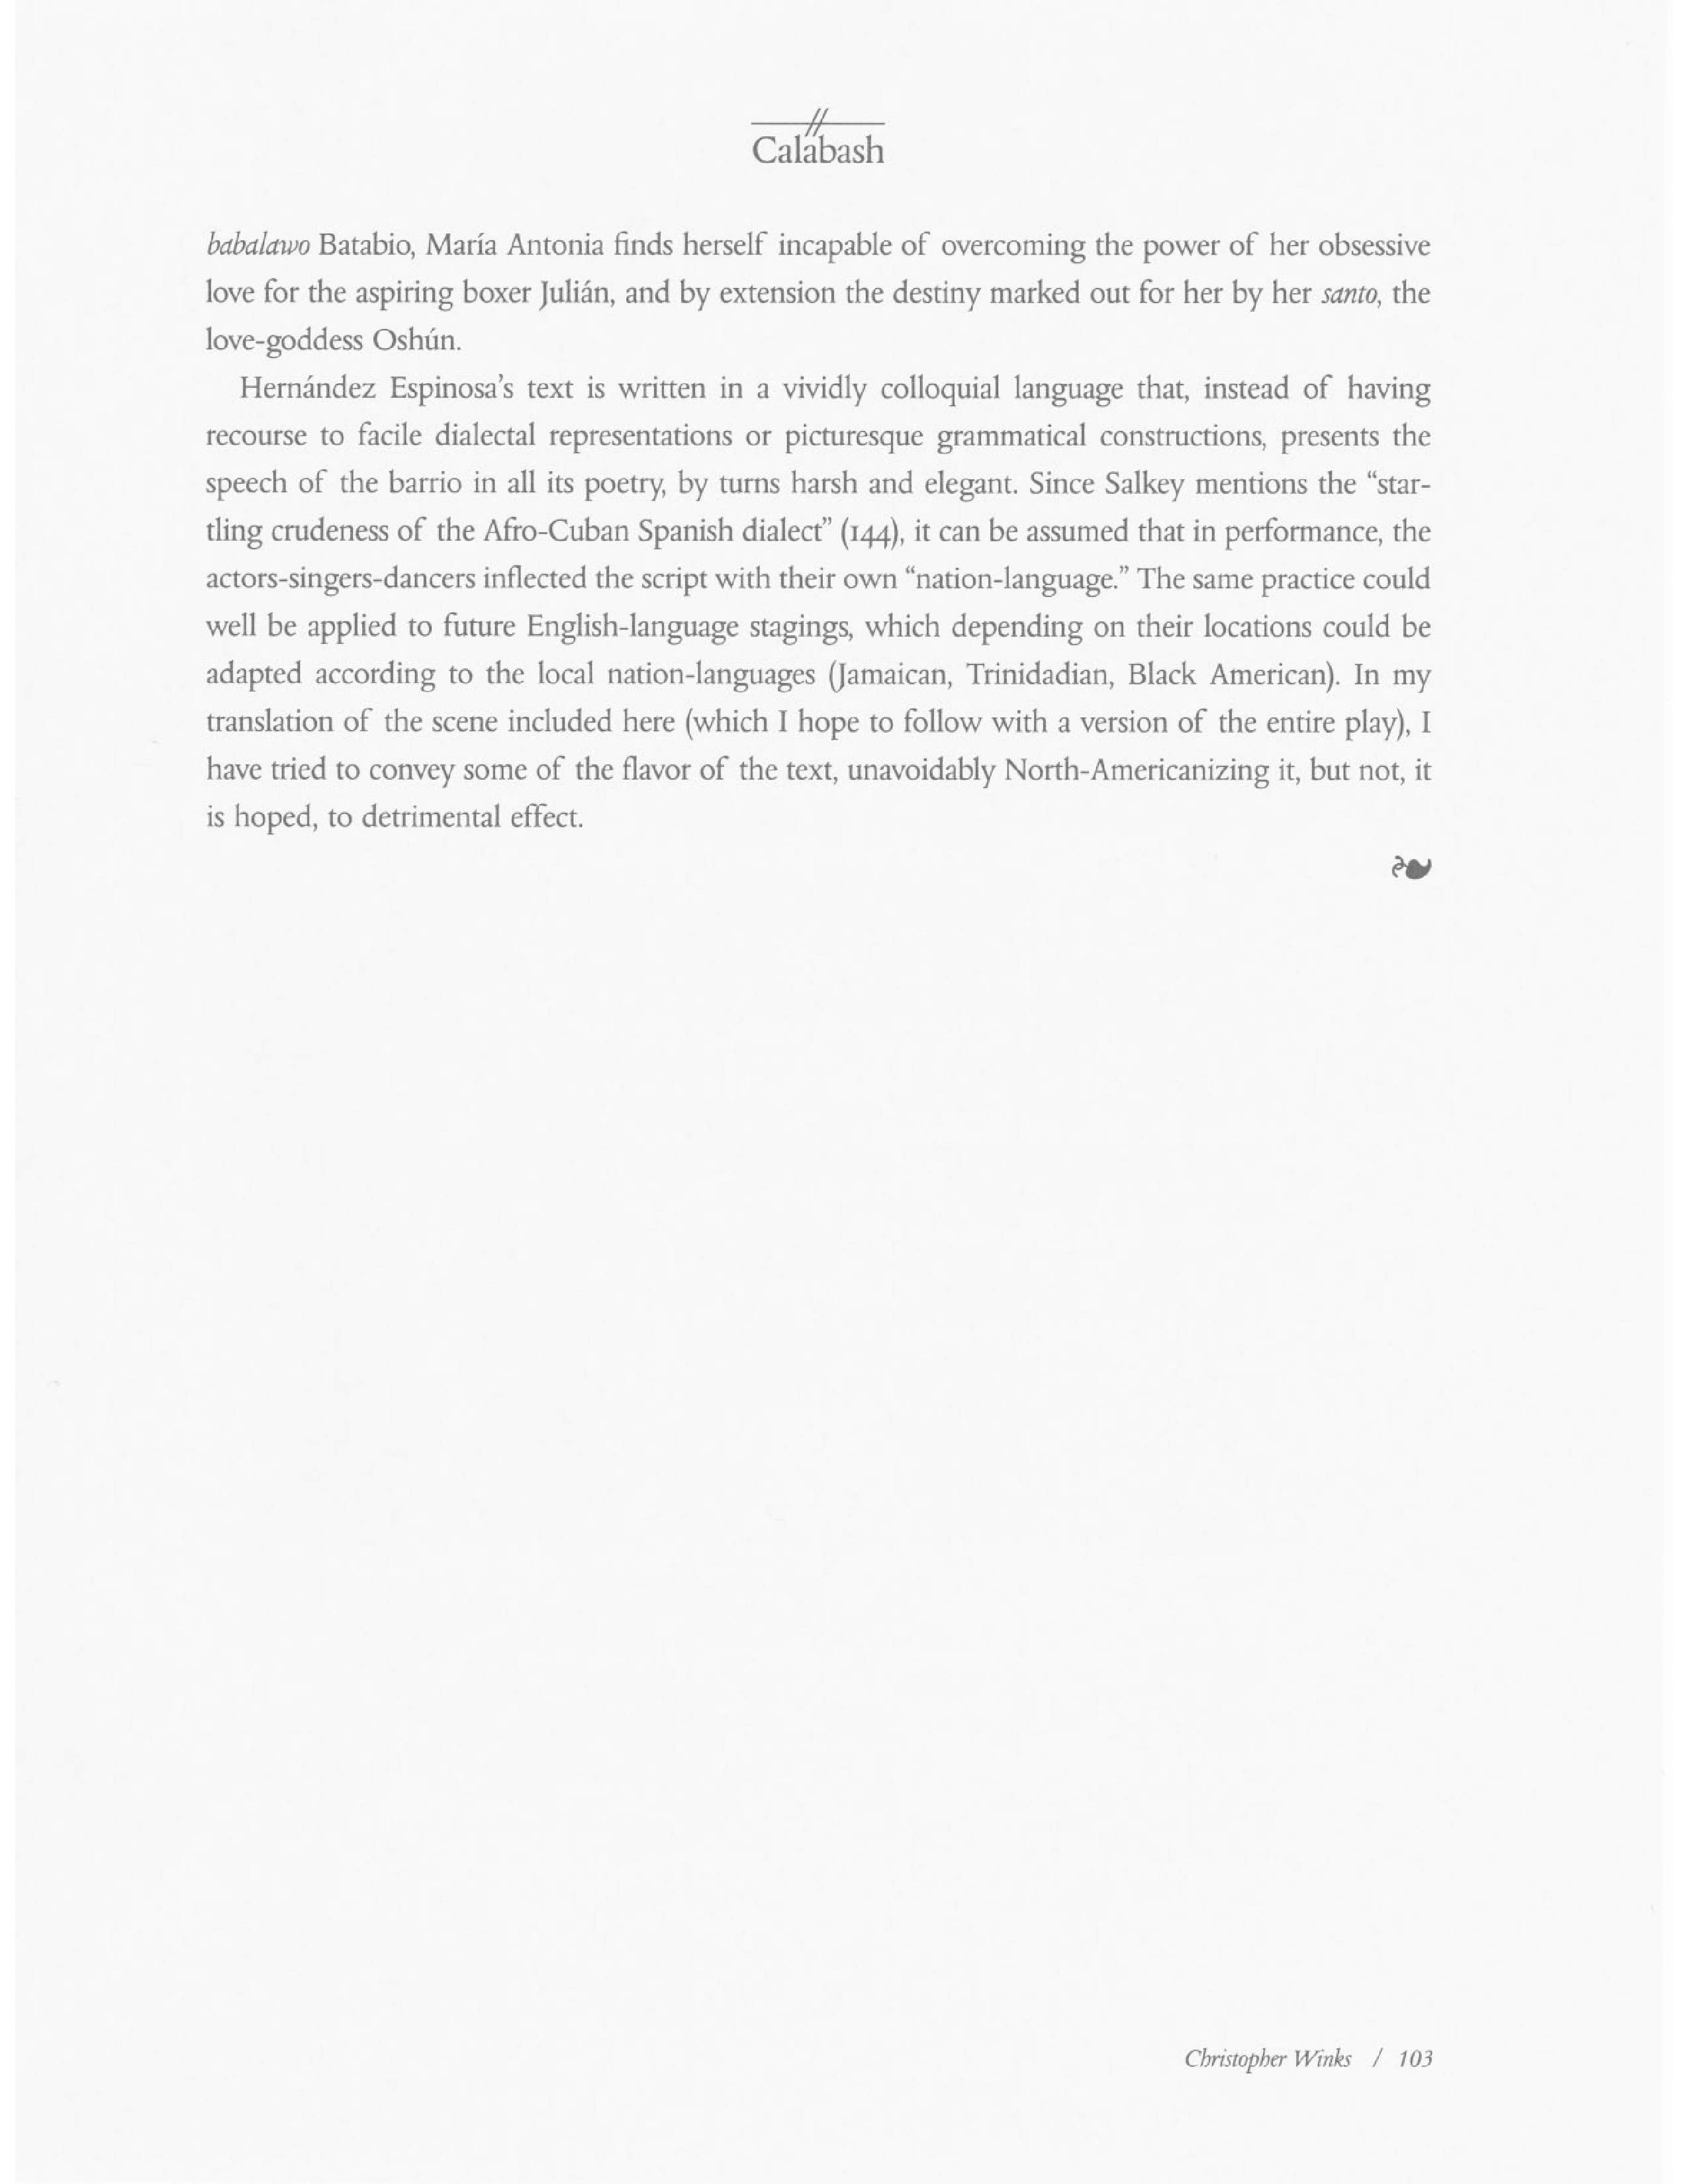 Calabash
babalawo Batabio, María Antonia finds herself incapable of overcoming the power of her obsessive
love for the aspiring boxer Julián, and by extension the destiny marked out for her by her santo, the
love-goddess Oshún.
Hernández Espinosa’s text is written in a vividly colloquial language that, instead of having
recourse to facile dialectal representations or picturesque grammatical constructions, presents the
speech of the barrio in all its poetry, by turns harsh and elegant. Since Salkey mentions the “star-
tling crudeness of the Afro-Cuban Spanish dialect” (144), it can be assumed that in performance, the
actors-singers-dancers inflected the script with their own “nation-language.” The same practice could
well be applied to future English-language stagings, which depending on their locations could be
adapted according to the local nation-languages (Jamaican, Trinidadian, Black American). In my
translation of the scene included here (which I hope to follow with a version of the entire play), I
have tried to convey some of the flavor of the text, unavoidably North-Americanizing it, but not, it
is hoped, to detrimental effect.
Christopher Winks / 103